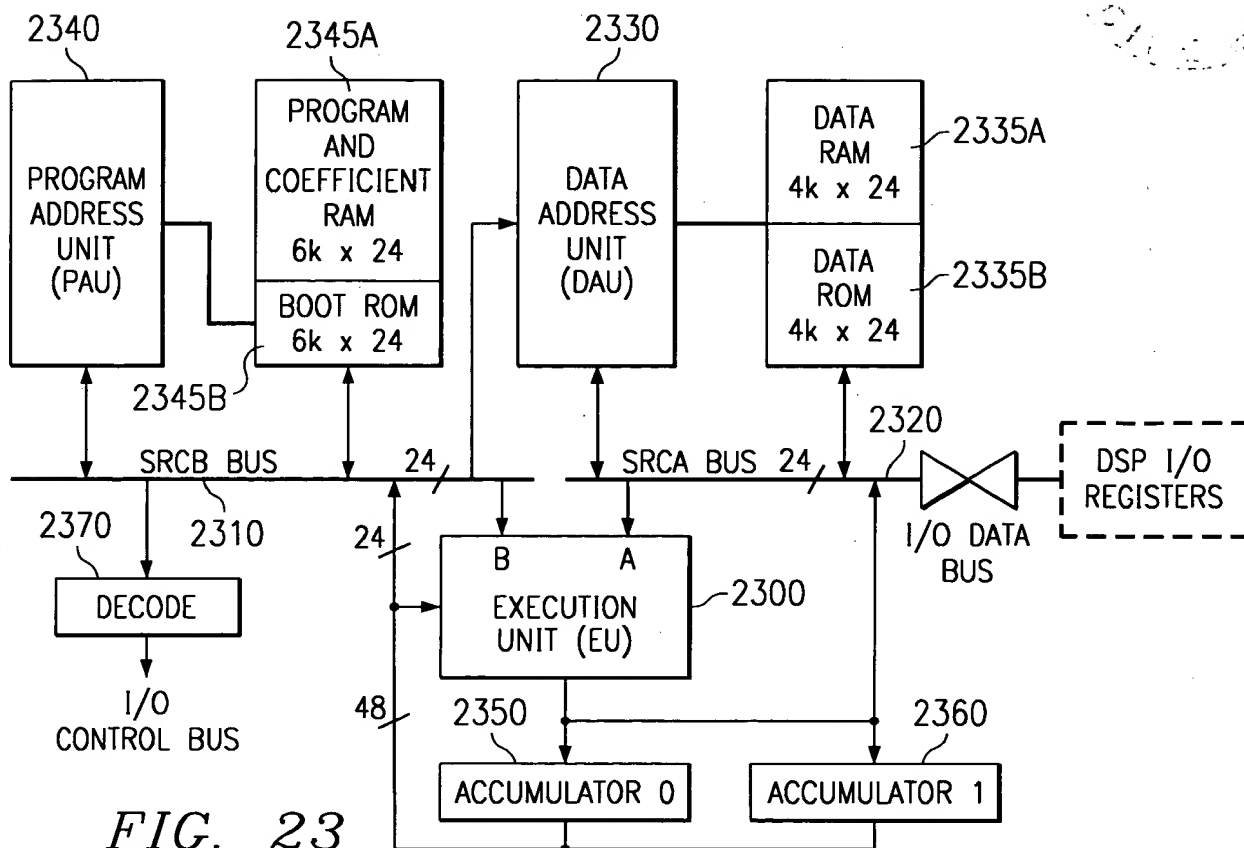 2340
2345A
2330
PROGRAM
ADDRESS
UNIT
(PAU)
PROGRAM
AND
COEFFICIENT
RAM
6k x 24
BOOT ROM
6k x 24
2345B
DATA
ADDRESS
UNIT
(DAU)
DATA
RAM
4k x 24
2335A
DATA
ROM
4k x 24
2335B
SRCB BUS
24
2310
SRCA BUS
24
2320
DSP I/O
REGISTERS
I/O DATA
BUS
2370
DECODE
I/O
CONTROL BUS
24
B
A
EXECUTION
UNIT (EU)
2300
48
2350
ACCUMULATOR 0
2360
ACCUMULATOR 1
FIG. 23